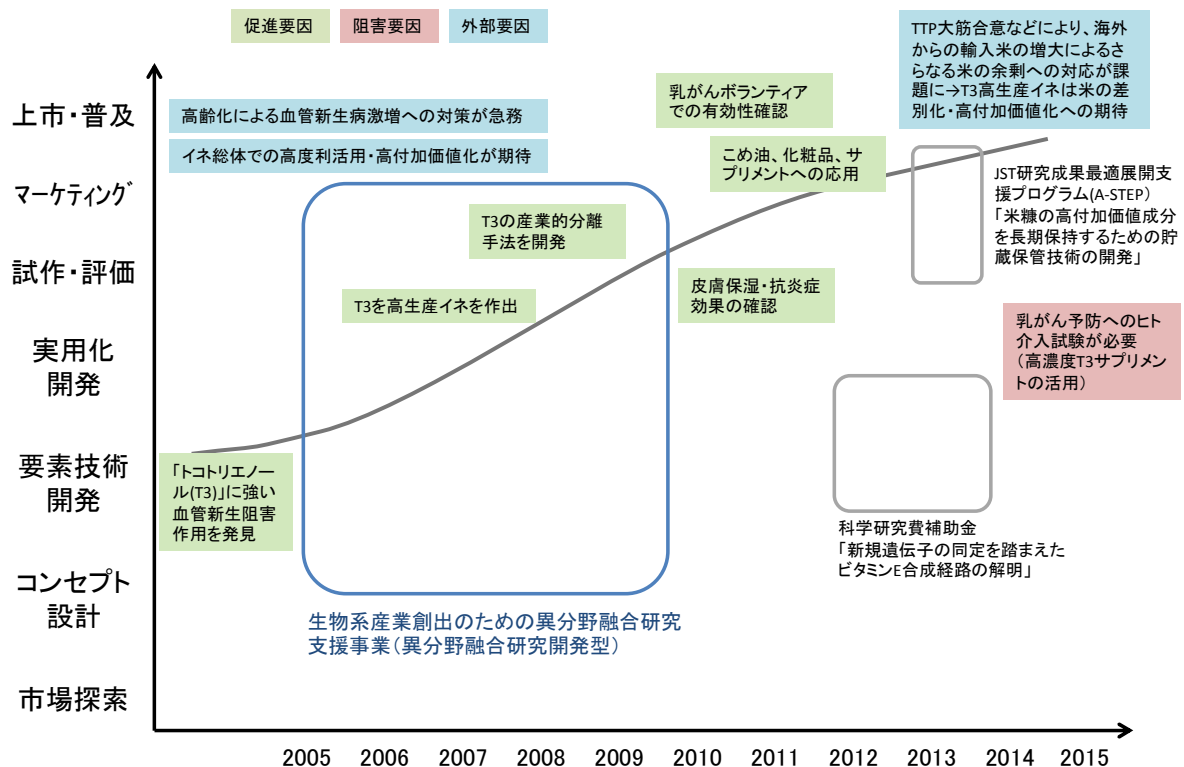 促進要因
阻害要因
外部要因
TTP大筋合意などにより、海外
からの輸入米の増大によるさ
らなる米の余剰への対応が課
題に→T3高生産イネは米の差
別化・高付加価値化への期待
上市・普及
高齢化による血管新生病激増への対策が急務
乳がんボランティア
での有効性確認
イネ総体での高度利活用・高付加価値化が期待
こめ油、化粧品、サ
プリメントへの応用
マーケティング
JST研究成果最適展開支
援プログラム(A-STEP)
「米糠の高付加価値成分
を長期保持するための貯
蔵保管技術の開発」
T3の産業的分離
手法を開発
試作・評価
T3を高生産イネを作出
皮膚保湿・抗炎症
効果の確認
乳がん予防へのヒト
介入試験が必要
（高濃度T3サプリメン
トの活用）
実用化
開発
要素技術
開発
「トコトリエノー
ル(T3)」に強い
血管新生阻害
作用を発見
科学研究費補助金
「新規遺伝子の同定を踏まえた
ビタミンE合成経路の解明」
コンセプト
設計
生物系産業創出のための異分野融合研究
支援事業（異分野融合研究開発型）
市場探索
2005 2006 2007 2008 2009 2010 2011 2012 2013 2014 2015